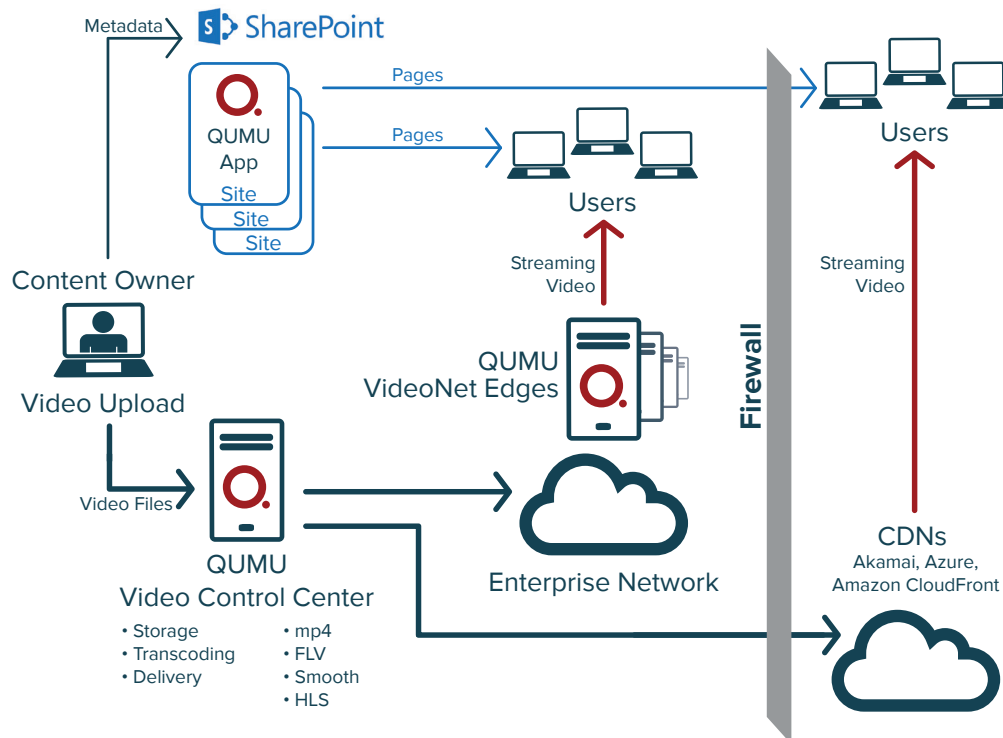 Metadata
S
SharePoint
QUMU
App
Site
Site
Site
Pages
Pages
Users
Users
Content Owner
Video Upload
Video Files
Streaming
Video
Streaming
Video
QUMU
VideoNet Edges
Firewall
QUMU
Video Control Center
• Storage
• Transcoding
• Delivery
• mp4
• FLV
• Smooth
• HLS
Enterprise Network
CDNs
Akamai, Azure,
Amazon CloudFront